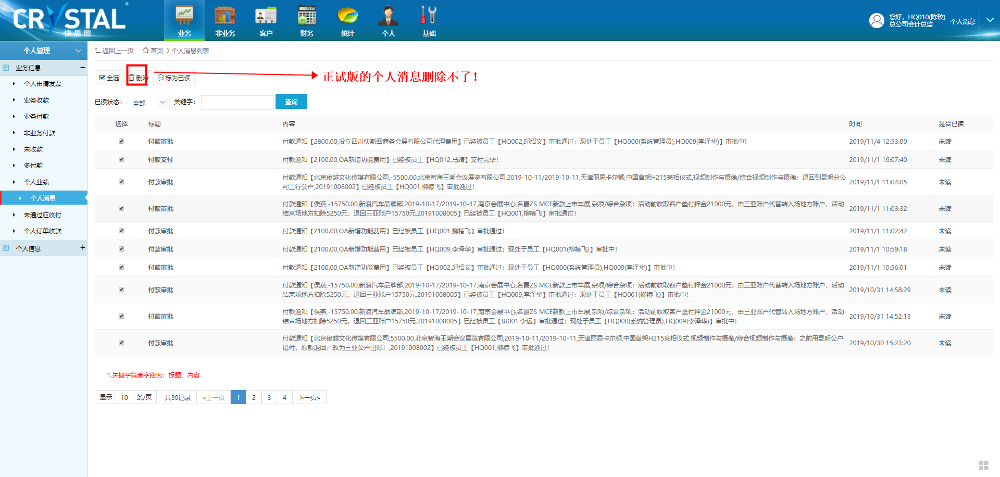 CRYSTAL ®
快思图
业务 非业务 客户 财务 统计 个人 基础
您好，HQ010(陈玟)
总公司会计总监
个人消息
个人管理
业务信息
个人申请发票
业务收款
业务付款
非业务付款
未收款
多付款
个人业绩
个人消息
未通过应收付
个人订单收款
个人信息
返回上一页 首页 > 个人消息列表
全选 删除 标为已读
正试版的个人消息删除不了！
已读状态： 全部 关键字： 查询
选择 标题 内容 时间 是否已读
付款审批 付款通知【2800.00,设立四川快斯图商务会展有限公司代理费用】已经被员工【HQ002,邱绍文】审批通过；现处于员工【HQ000(系统管理员),HQ009(李泽华)】审批中！ 2019/11/4 12:53:00 未读
付款支付 付款通知【2100.00,OA新增功能费用】已经被员工【HQ012,马靖】支付完毕！ 2019/11/1 16:07:40 未读
付款审批 付款通知【北京俊越文化传媒有限公司,-5500.00,北京智海王潮会议展览有限公司,2019-10-11/2019-10-11,天津丽思卡尔顿,中国首架H215亮相仪式,视频制作与摄像/综合视频制作与摄像：退回到昆明分公
司工行公户,20191008002】已经被员工【HQ001,柳椿飞】审批通过！ 2019/11/1 11:04:05 未读
付款审批 付款通知【侯燕,-15750.00,新浪汽车品牌部,2019-10-17/2019-10-17,南京会展中心,名爵ZS MCE新款上市车展,杂项/综合杂项：活动前收取客户垫付押金21000元，由三亚账户代替转入场地方账户，活动
结束场地方扣除5250元，退回三亚账户15750元,20191008005】已经被员工【HQ001,柳椿飞】审批通过！ 2019/11/1 11:03:32 未读
付款审批 付款通知【2100.00,OA新增功能费用】已经被员工【HQ001,柳椿飞】审批通过！ 2019/11/1 11:02:42 未读
付款审批 付款通知【2100.00,OA新增功能费用】已经被员工【HQ009,李泽华】审批通过；现处于员工【HQ001(柳椿飞)】审批中！ 2019/11/1 10:59:18 未读
付款审批 付款通知【2100.00,OA新增功能费用】已经被员工【HQ002,邱绍文】审批通过；现处于员工【HQ000(系统管理员),HQ009(李泽华)】审批中！ 2019/11/1 10:56:01 未读
付款审批 付款通知【侯燕,-15750.00,新浪汽车品牌部,2019-10-17/2019-10-17,南京会展中心,名爵ZS MCE新款上市车展,杂项/综合杂项：活动前收取客户垫付押金21000元，由三亚账户代替转入场地方账户，活动
结束场地方扣除5250元，退回三亚账户15750元,20191008005】已经被员工【HQ009,李泽华】审批通过；现处于员工【HQ001(柳椿飞)】审批中！ 2019/10/31 14:58:29 未读
付款审批 付款通知【侯燕,-15750.00,新浪汽车品牌部,2019-10-17/2019-10-17,南京会展中心,名爵ZS MCE新款上市车展,杂项/综合杂项：活动前收取客户垫付押金21000元，由三亚账户代替转入场地方账户，活动
结束场地方扣除5250元，退回三亚账户15750元,20191008005】已经被员工【BJ001,李远】审批通过；现处于员工【HQ000(系统管理员),HQ009(李泽华)】审批中！ 2019/10/31 14:52:13 未读
付款审批 付款通知【北京俊越文化传媒有限公司,5500.00,北京智海王潮会议展览有限公司,2019-10-11/2019-10-11,天津丽思卡尔顿,中国首架H215亮相仪式,视频制作与摄像/综合视频制作与摄像：之前用昆明公户
错付，原款退回；改为三亚公户出账！,20191008002】已经被员工【HQ001,柳椿飞】审批通过！ 2019/10/30 15:23:20 未读
1.关键字筛查字段为：标题、内容
显示 10 条/页 共39记录 «上一页 1 2 3 4 下一页»